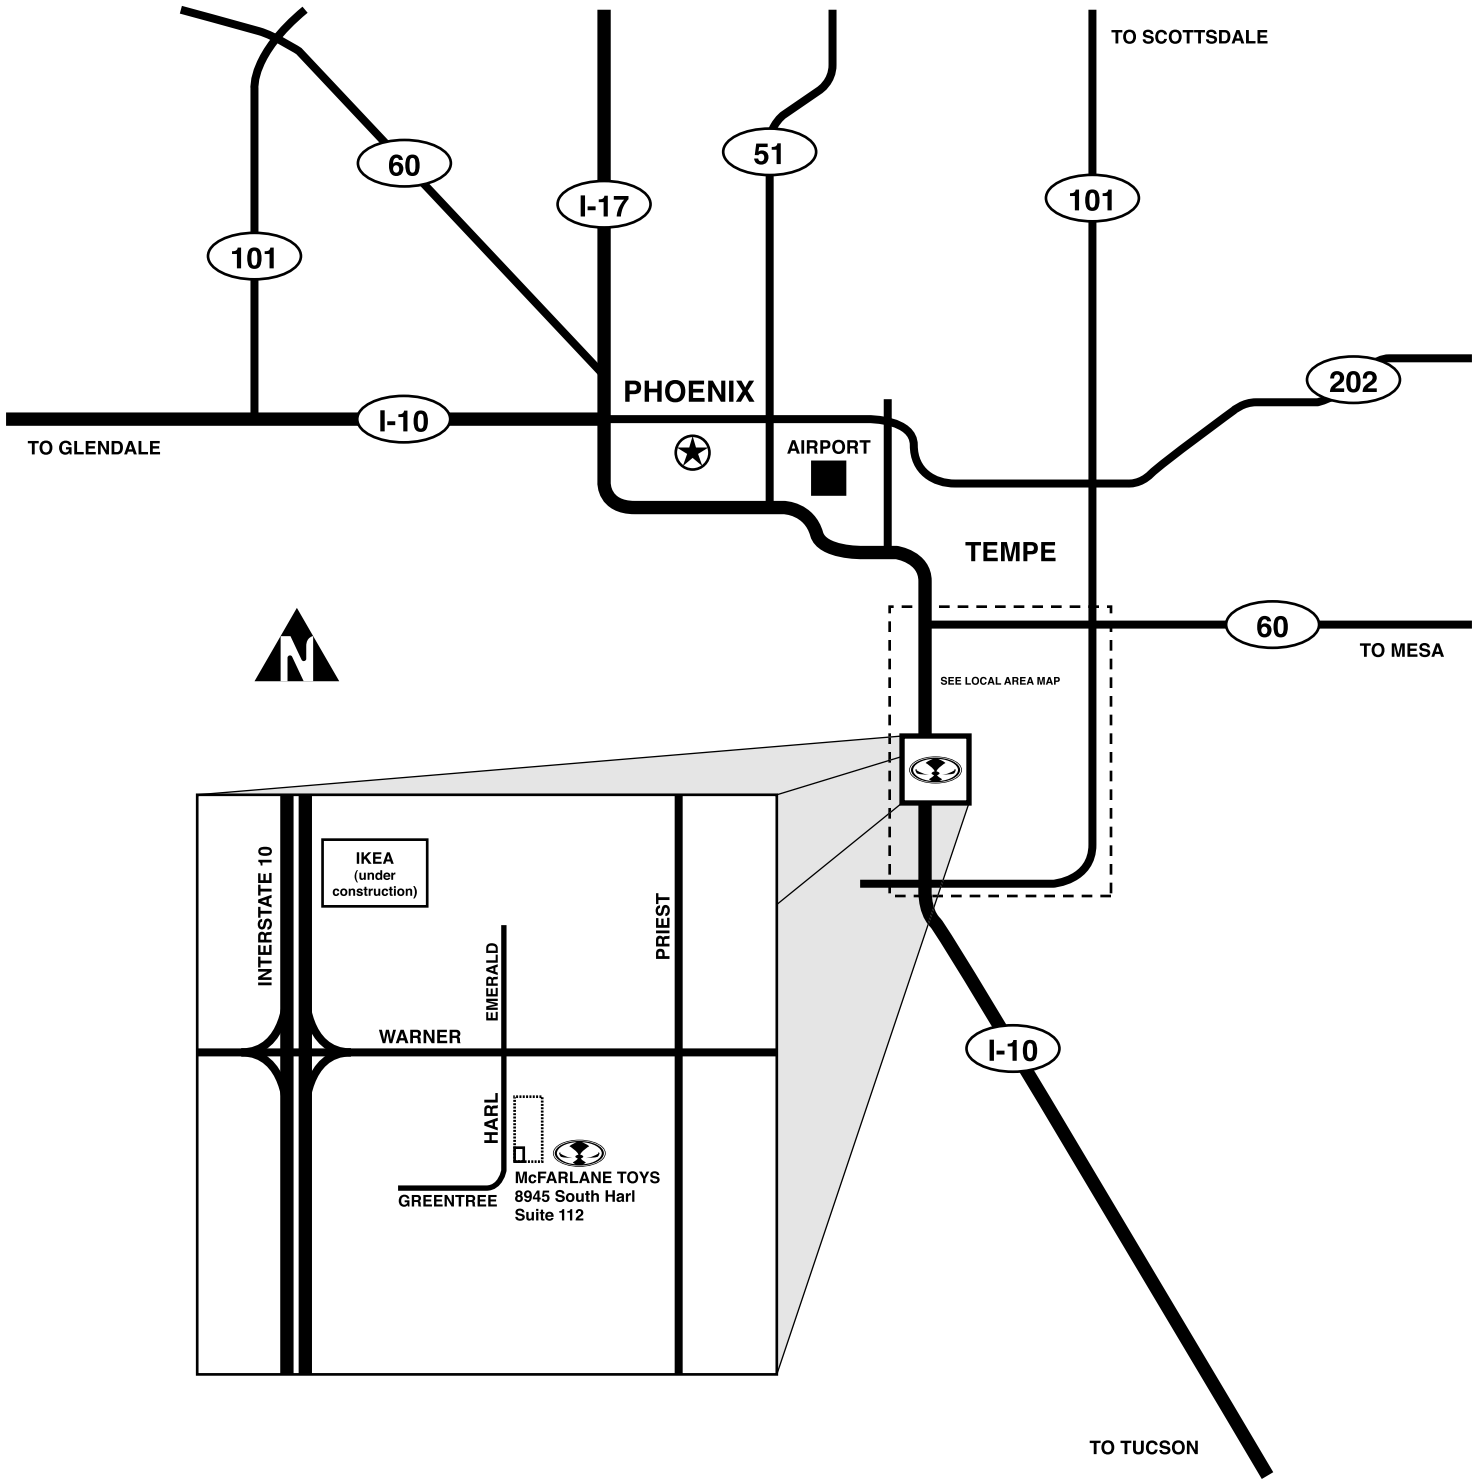 TO SCOTTSDALE
60
51
I-17
101
101
202
PHOENIX
I-10
AIRPORT
TO GLENDALE
TEMPE
N
60
TO MESA
SEE LOCAL AREA MAP
INTERSTATE 10
IKEA
(under
construction)
PRIEST
EMERALD
WARNER
I-10
HARL
McFARLANE TOYS
8945 South Harl
Suite 112
GREENTREE
TO TUCSON